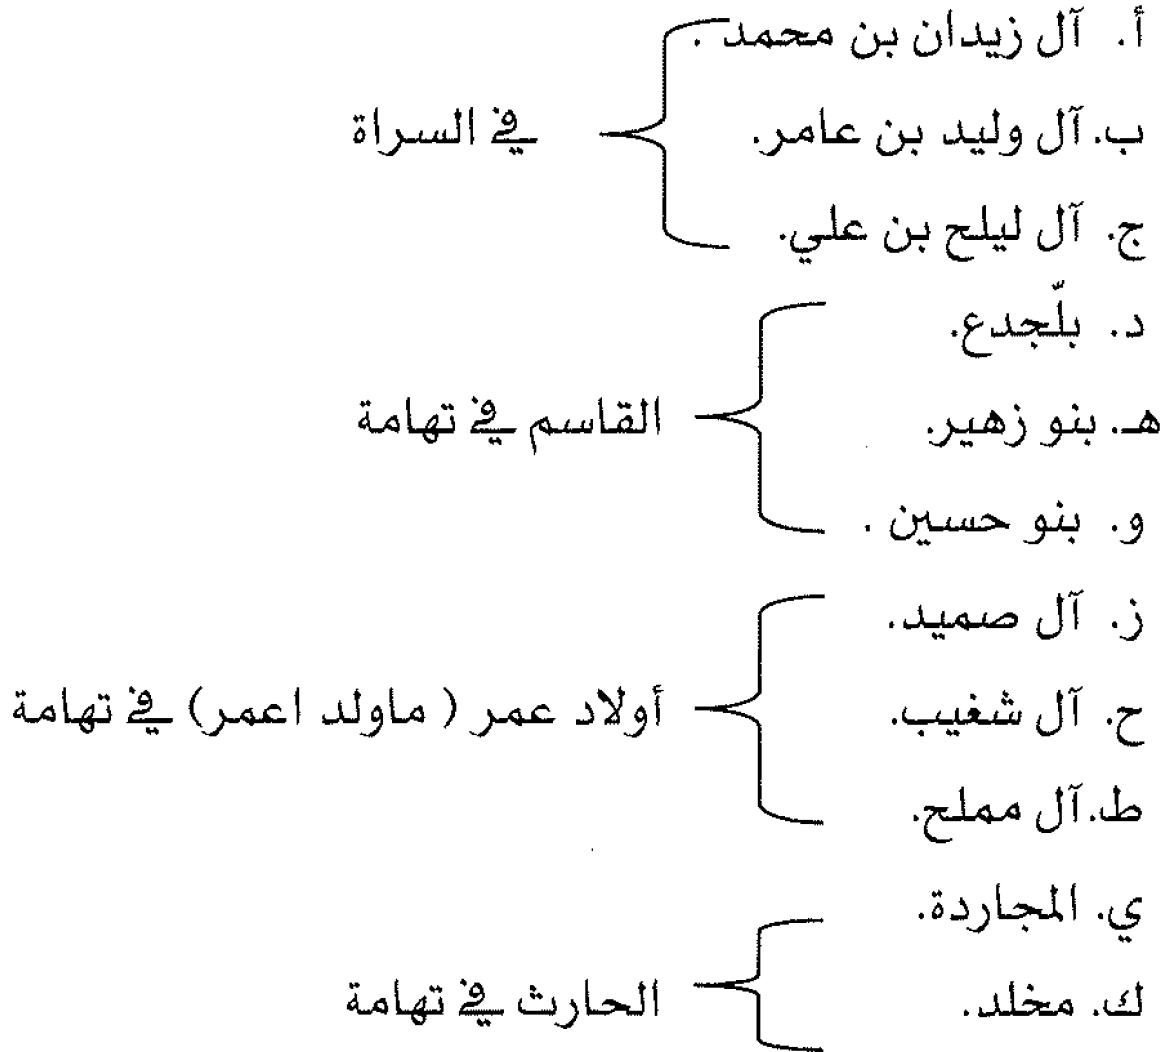 أ. آل زيدان بن محمد .
ب. آل وليد بن عامر. في السراة
ج. آل ليلح بن علي.
د. بلّجدع.
هـ. بنو زهير. القاسم في تهامة
و. بنو حسين .
ز. آل صميد.
ح. آل شغيب. أولاد عمر ( ماولد اعمر) في تهامة
ط. آل مملح.
ي. المجاردة.
ك. مخلد. الحارث في تهامة